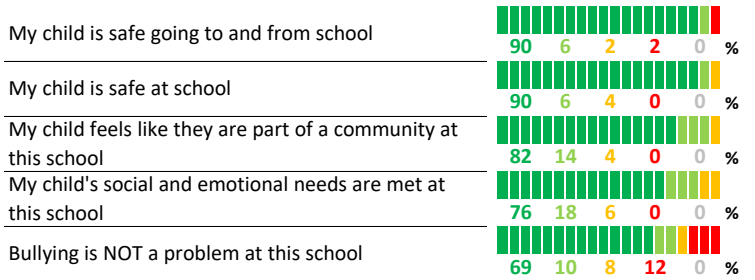 My child is safe going to and from school
90 6 2 2 0 %
My child is safe at school
90 6 4 0 0 %
My child feels like they are part of a community at
this school
82 14 4 0 0 %
My child's social and emotional needs are met at
this school
76 18 6 0 0 %
Bullying is NOT a problem at this school
69 10 8 12 0 %